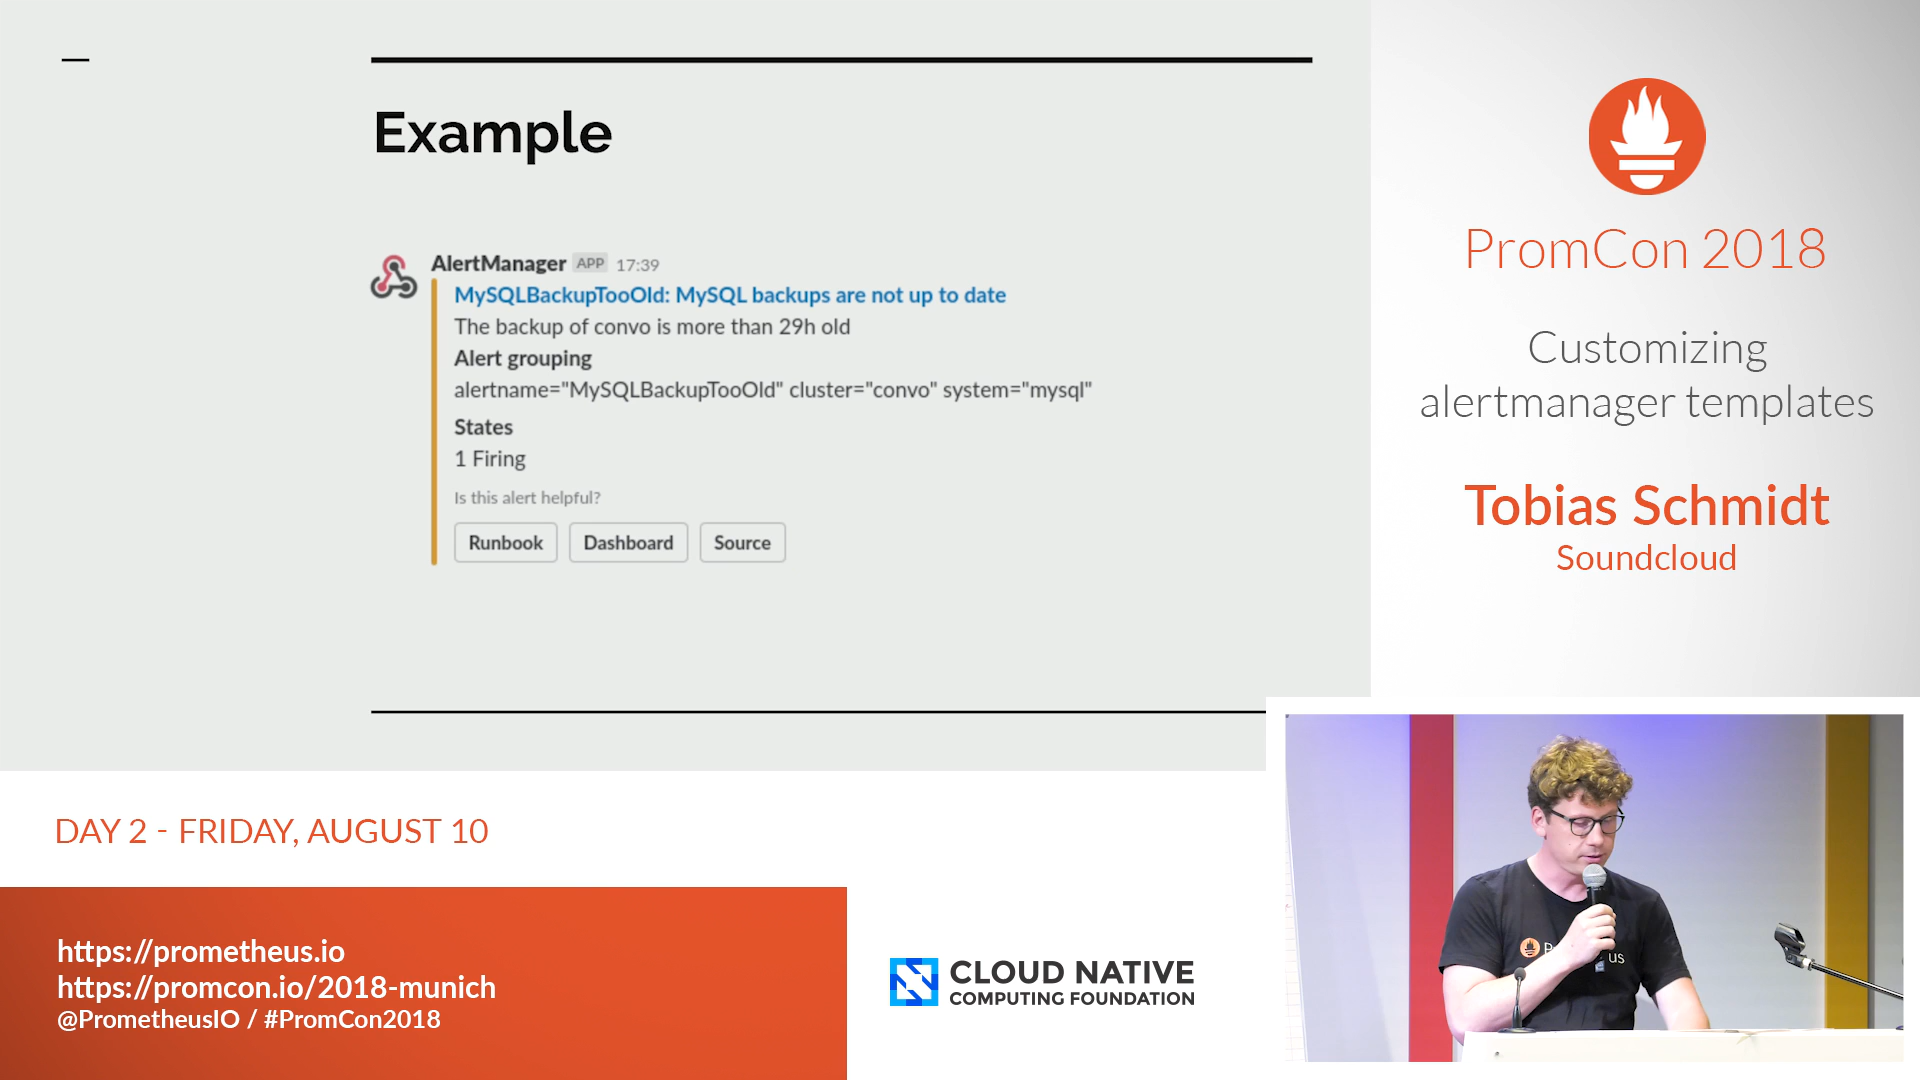 Example
AlertManager APP 17:39
MySQLBackupTooOld: MySQL backups are not up to date
The backup of convo is more than 29h old
Alert grouping
alertname="MySQLBackupTooOld" cluster="convo" system="mysql"
States
1 Firing
Is this alert helpful?
Runbook Dashboard Source
PromCon 2018
Customizing
alertmanager templates
Tobias Schmidt
Soundcloud
DAY 2 - FRIDAY, AUGUST 10
https://prometheus.io
https://promcon.io/2018-munich
@PrometheusIO / #PromCon2018
CLOUD NATIVE
COMPUTING FOUNDATION